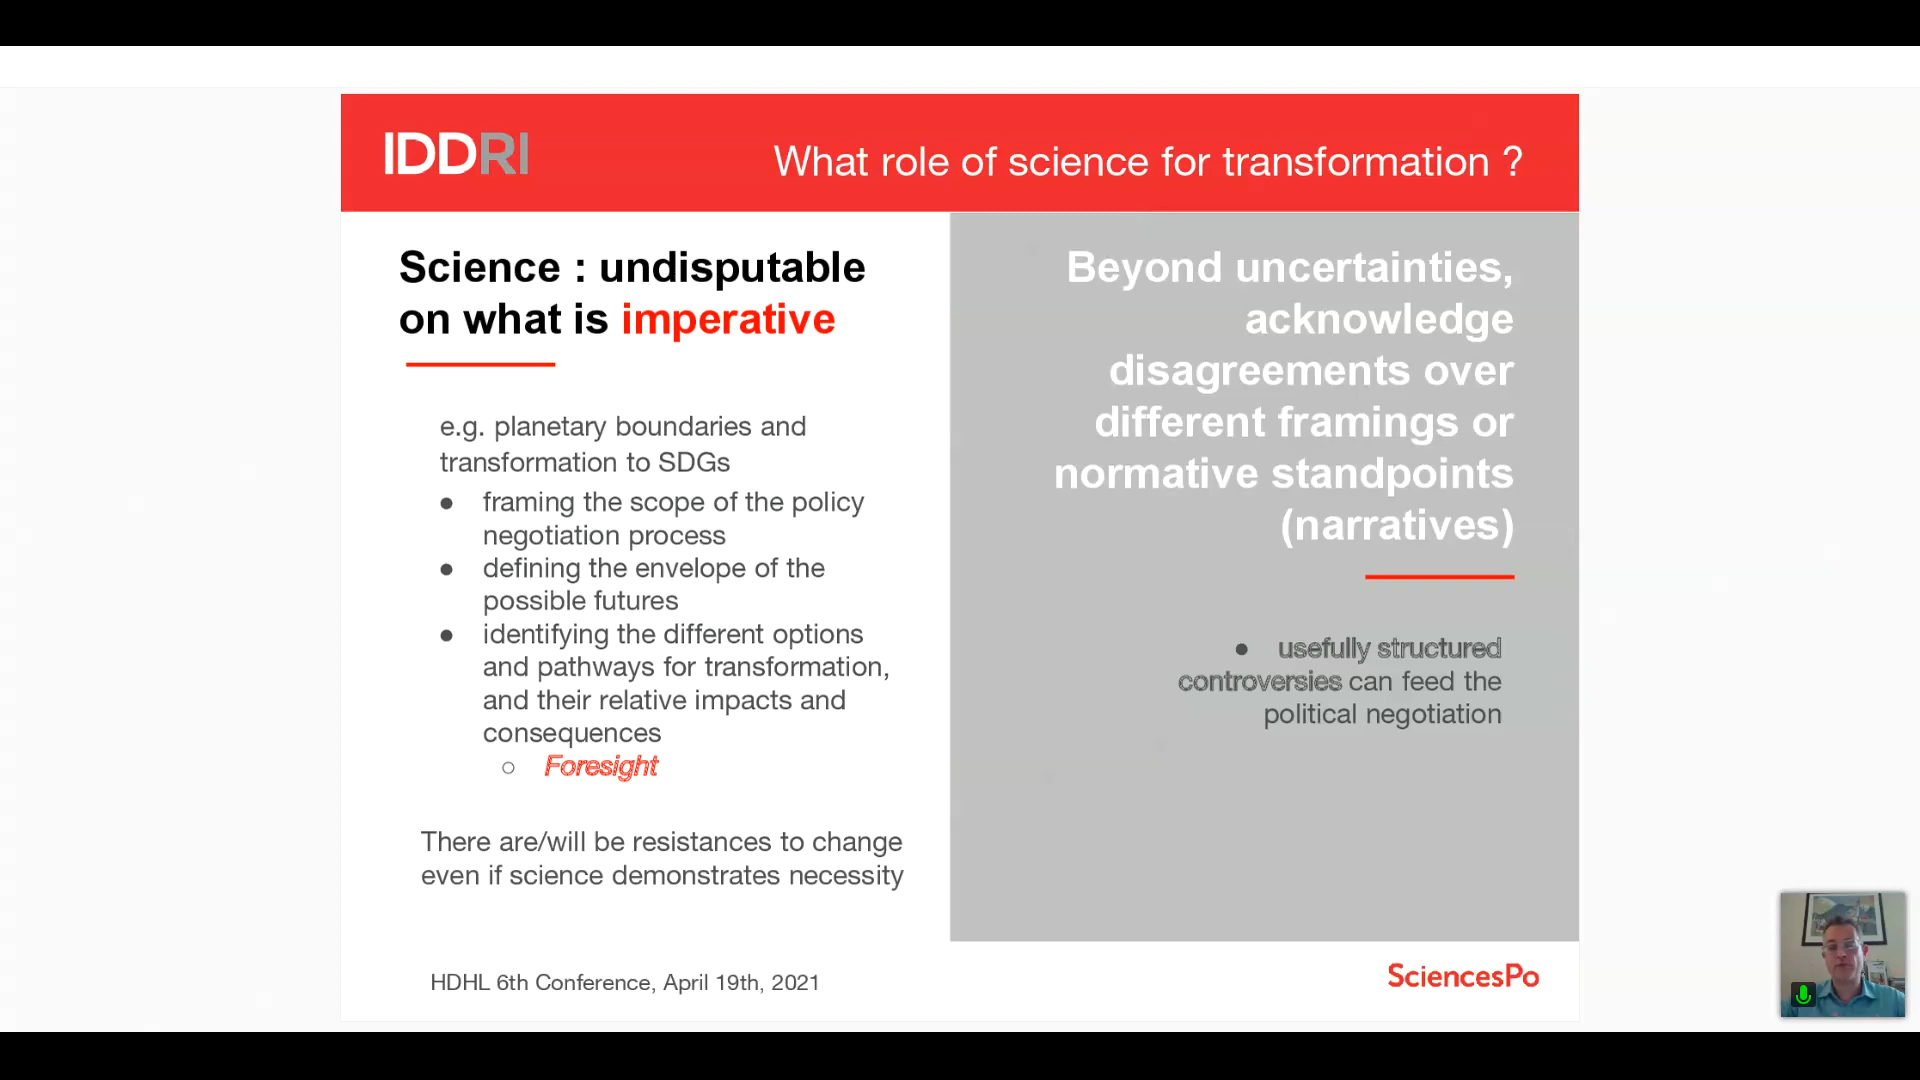 IDDRI
What role of science for transformation ?
Science : undisputable
on what is imperative
e.g. planetary boundaries and
transformation to SDGs
● framing the scope of the policy
negotiation process
● defining the envelope of the
possible futures
● identifying the different options
and pathways for transformation,
and their relative impacts and
consequences
○ Foresight
There are/will be resistances to change
even if science demonstrates necessity
Beyond uncertainties,
acknowledge
disagreements over
different framings or
normative standpoints
(narratives)
● usefully structured
controversies can feed the
political negotiation
HDHL 6th Conference, April 19th, 2021
SciencesPo